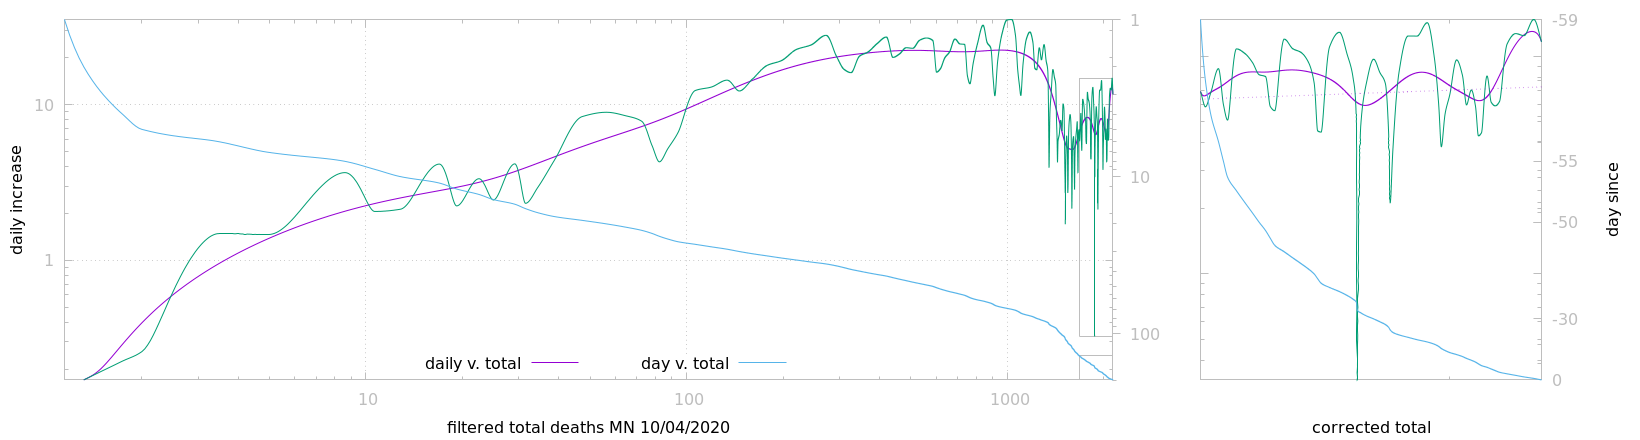 daily increase
10
1
daily v. total
day v. total
10
100
1000
filtered total deaths MN 10/04/2020
1
10
100
-59
-55
-50
-30
0
day since
corrected total